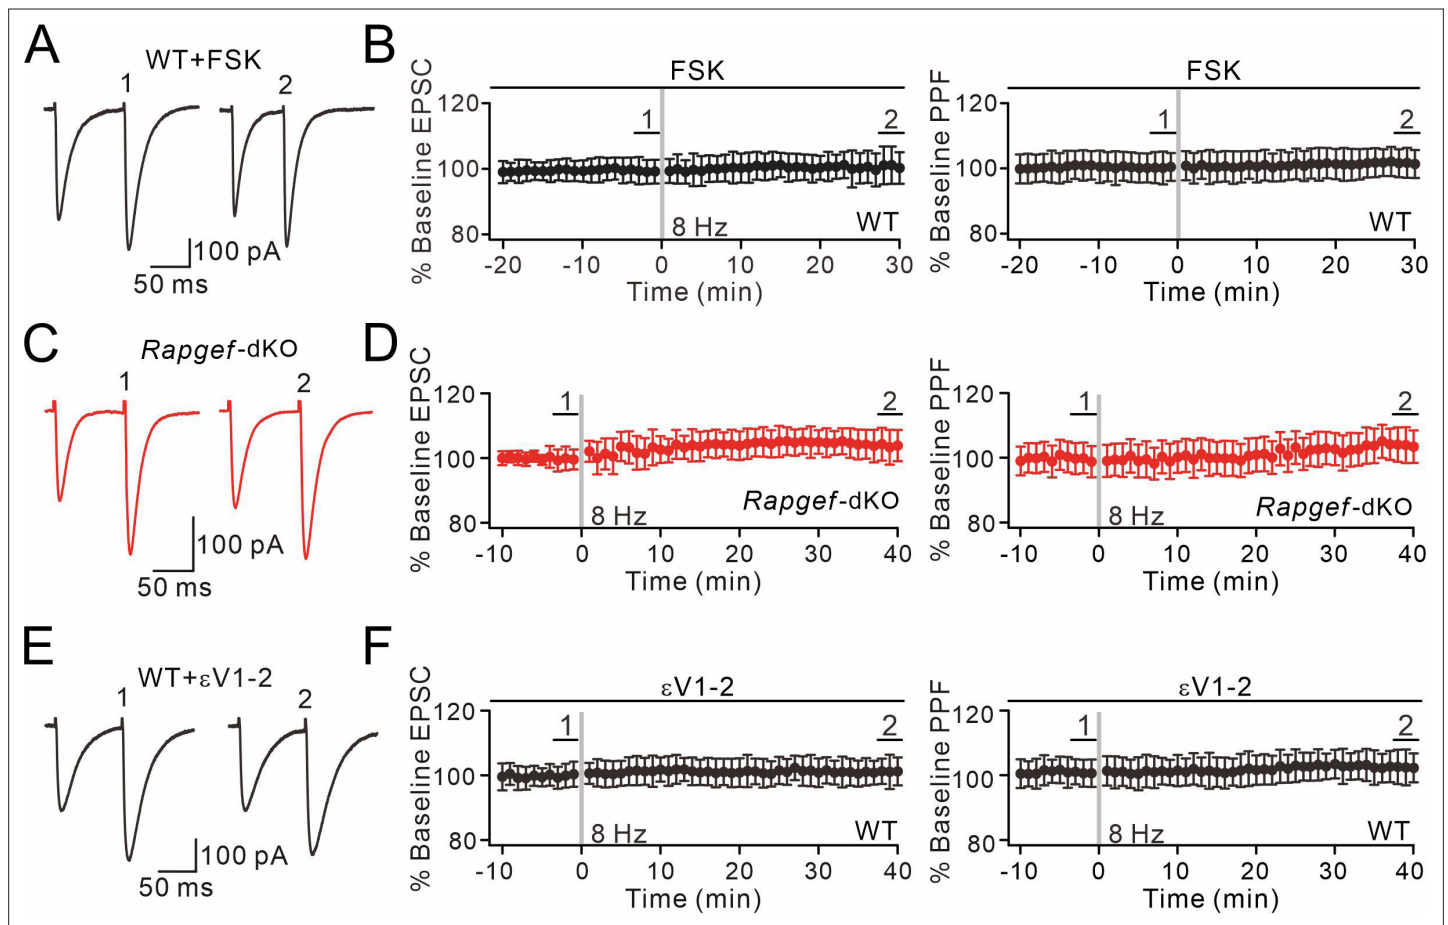 A
WT+FSK
1
2
100 pA
50 ms
B
FSK
% Baseline EPSC
120
100
80
1
2
8 Hz
WT
-20
-10
0
10
20
30
Time (min)
FSK
% Baseline PPF
120
100
80
1
2
WT
-20
-10
0
10
20
30
Time (min)
C
Rapgef-dKO
1
2
100 pA
50 ms
D
% Baseline EPSC
120
100
80
1
2
8 Hz
Rapgef-dKO
-10
0
10
20
30
40
Time (min)
% Baseline PPF
120
100
80
1
2
8 Hz
Rapgef-dKO
-10
0
10
20
30
40
Time (min)
E
WT+εV1-2
1
2
100 pA
50 ms
F
εV1-2
% Baseline EPSC
120
100
80
1
2
8 Hz
WT
-10
0
10
20
30
40
Time (min)
εV1-2
% Baseline PPF
120
100
80
1
2
8 Hz
WT
-10
0
10
20
30
40
Time (min)